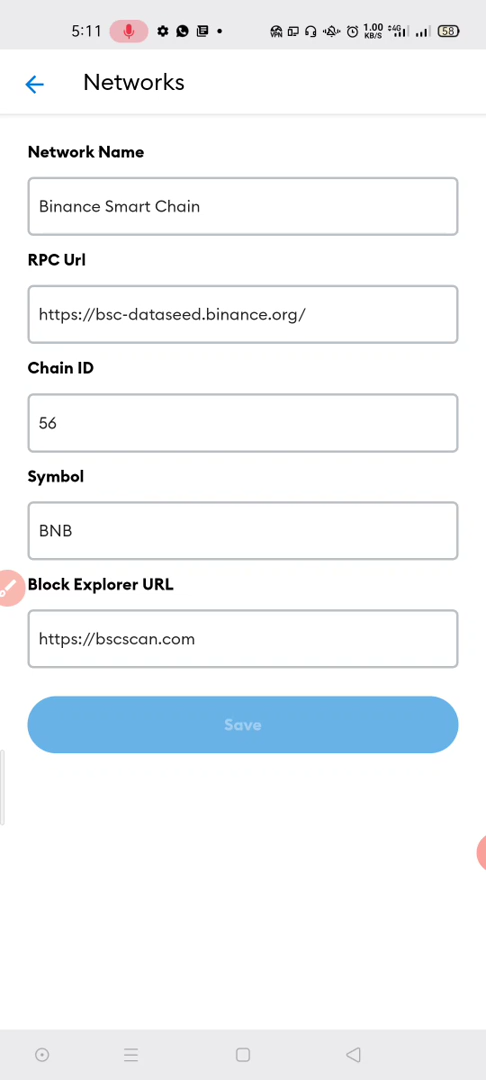 5:11
1.00
KB/S
4G
58
Networks
Network Name
Binance Smart Chain
RPC Url
https://bsc-dataseed.binance.org/
Chain ID
56
Symbol
BNB
Block Explorer URL
https://bscscan.com
Save